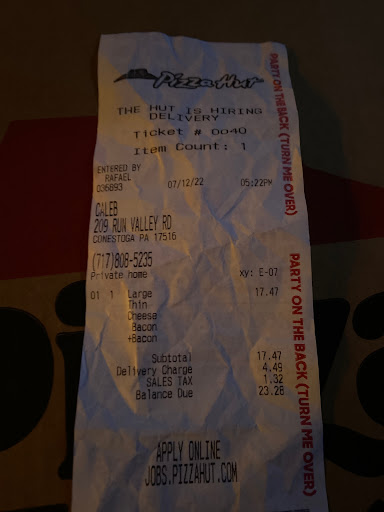 Pizza Hut
THE HUT IS HIRING
DELIVERY
Ticket # Do40
Item Count: 1
ENTERED BY
RAFAEL
036893 07/12/22 05:22PM
CALEB
209 RUN VALLEY RD
CONESTOGA PA 17516
(717)808-5235
Private home xy: E-07
01 1 Large 17.47
Thin
Cheese
Bacon
+Bacon
Subtotal 17.47
Delivery Charge 4.49
SALES TAX 1.32
Balance Due 23.28
APPLY ONLINE
JOBS.PIZZAHUT.COM
PARTY ON THE BACK (TURN ME OVER)
PARTY ON THE BACK (TURN ME OVER)